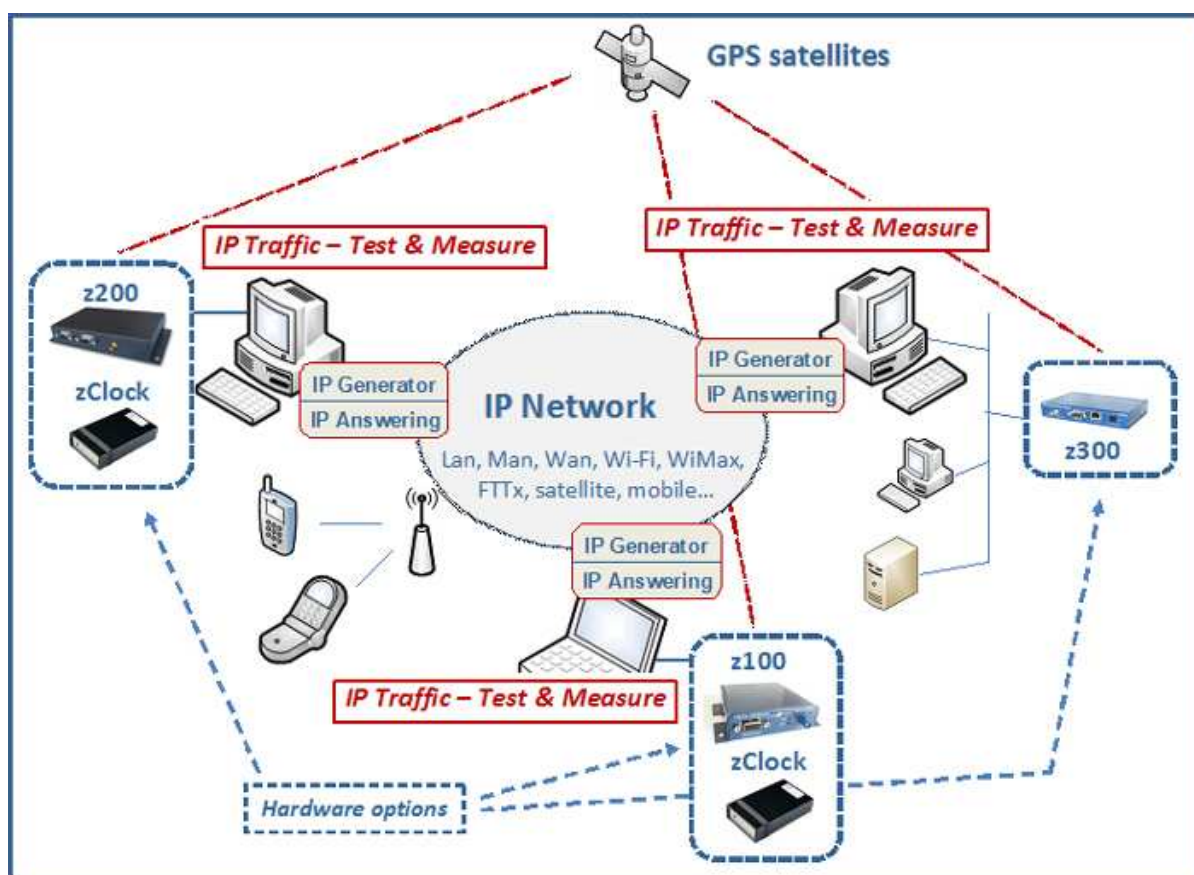 GPS satellites
IP Traffic – Test & Measure
IP Traffic – Test & Measure
z200
zClock
IP Generator
IP Answering
IP Generator
IP Answering
IP Network
Lan, Man, Wan, Wi-Fi, WiMax,
FTTx, satellite, mobile...
z300
IP Generator
IP Answering
z100
IP Traffic – Test & Measure
zClock
Hardware options